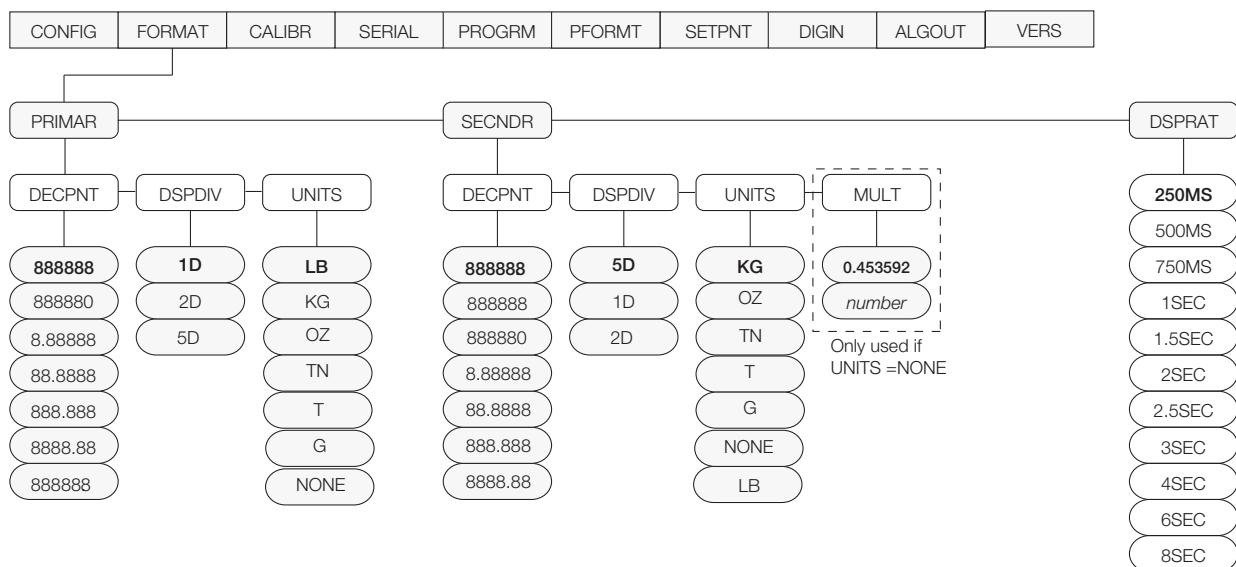 CONFIG FORMAT CALIBR SERIAL PROGRM PFORMT SETPNT DIGIN ALGOUT VERS
PRIMAR SECNDR DSPRAT
DECPNT DSPDIV UNITS DECPNT DSPDIV UNITS MULT 250MS
500MS
888888 1D LB 888888 5D KG 0.453592 750MS
888880 2D KG 888888 1D OZ number 1SEC
8.88888 5D OZ 888880 2D TN Only used if 1.5SEC
UNITS =NONE
88.8888 TN 8.88888 T 2SEC
888.888 T 88.8888 G 2.5SEC
8888.88 G 888.888 NONE 3SEC
888888 NONE 8888.88 LB 4SEC
6SEC
8SEC